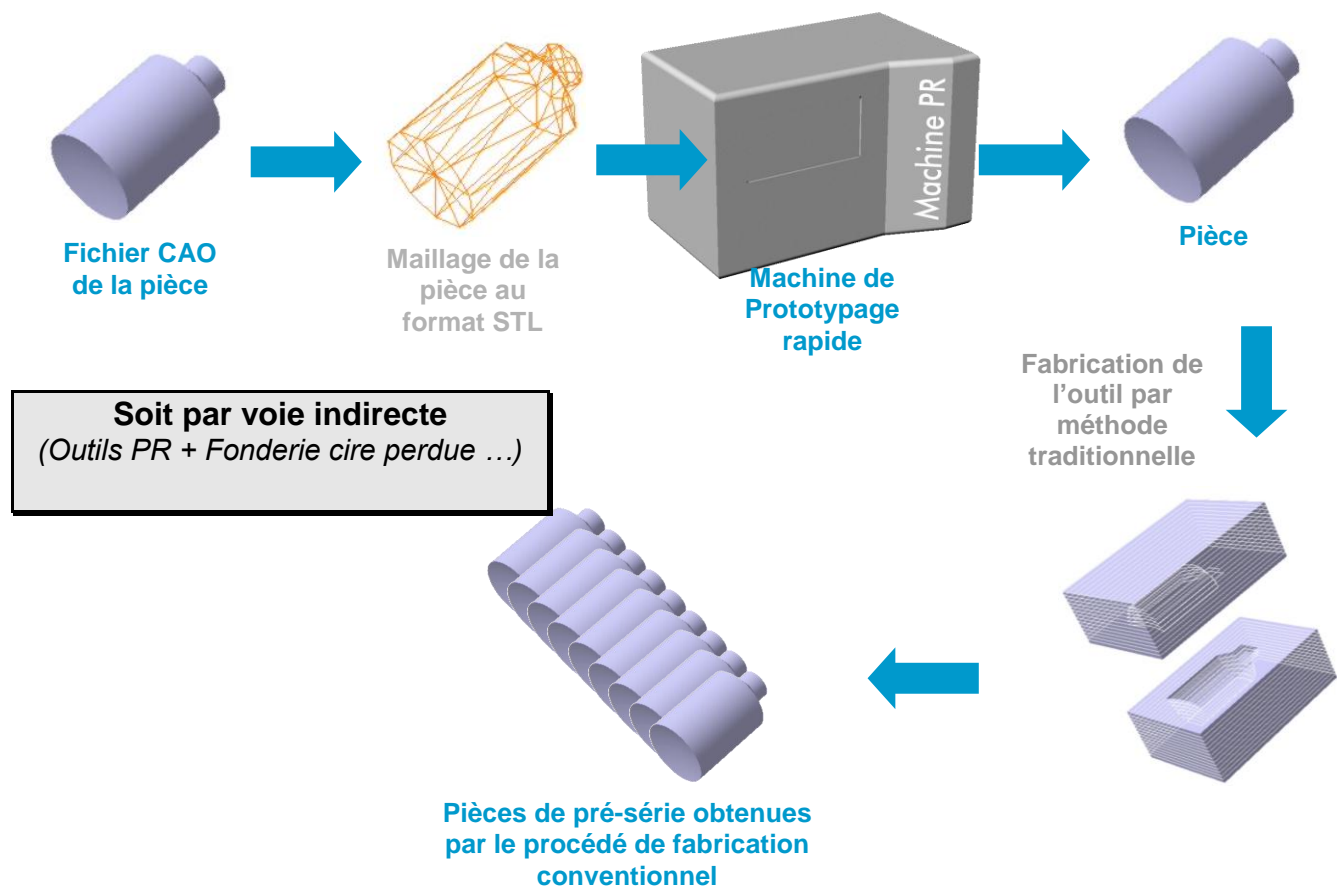 Machine PR
Fichier CAO
de la pièce
Maillage de la
pièce au
format STL
Machine de
Prototypage
rapide
Pièce
Fabrication de
l'outil par
méthode
traditionnelle
Soit par voie indirecte
(Outils PR + Fonderie cire perdue …)
Pièces de pré-série obtenues
par le procédé de fabrication
conventionnel